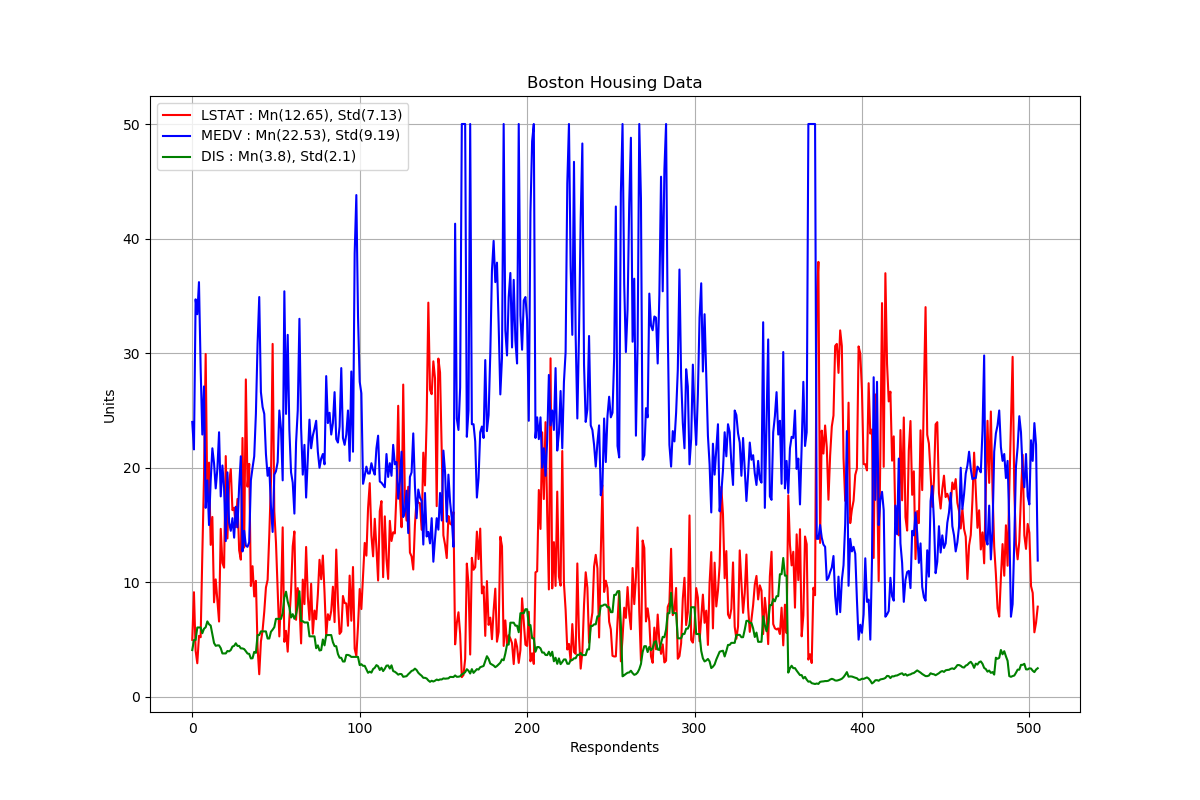 Boston Housing Data
LSTAT : Mn(12.65), Std(7.13)
MEDV : Mn(22.53), Std(9.19)
DIS : Mn(3.8), Std(2.1)
50
40
30
20
10
0
Units
0 100 200 300 400 500
Respondents